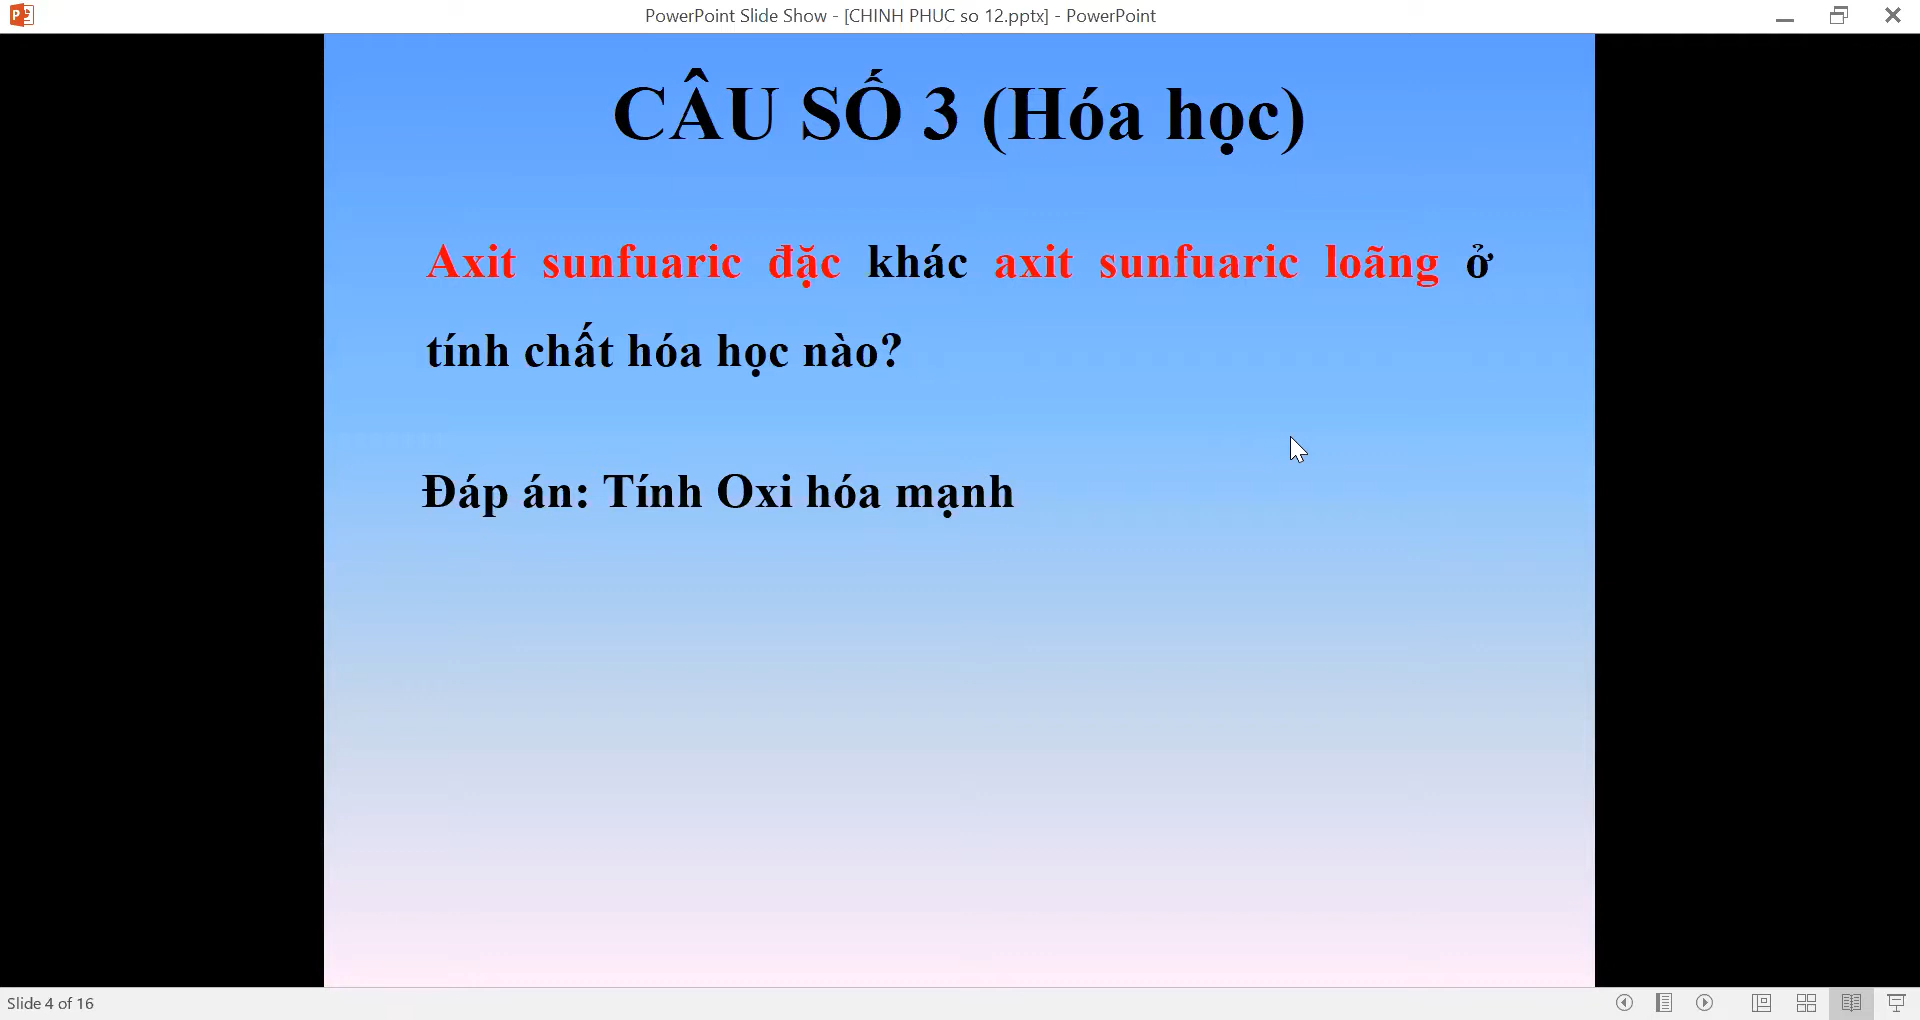 PowerPoint Slide Show - [CHINH PHUC so 12.pptx] - PowerPoint
CÂU SỐ 3 (Hóa học)
Axit sunfuaric đặc khác axit sunfuaric loãng ở
tính chất hóa học nào?
Đáp án: Tính Oxi hóa mạnh
Slide 4 of 16